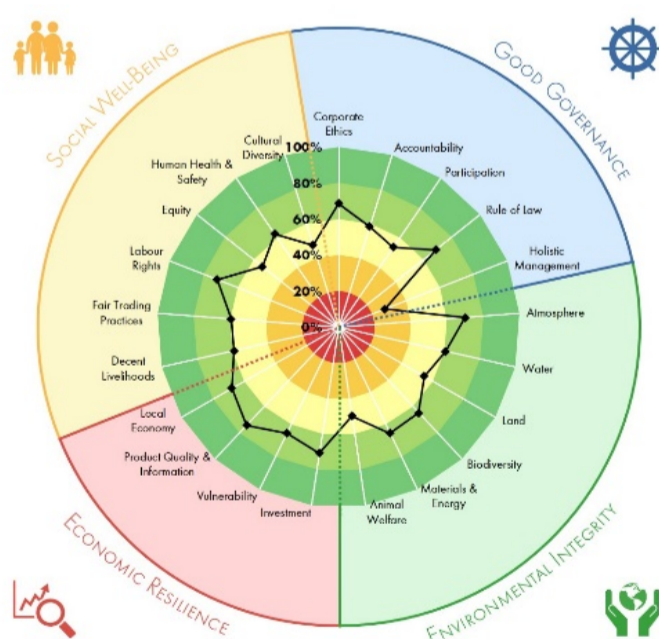 SOCIAL WELL-BEING
GOOD GOVERNANCE
Corporate
Ethics
Accountability
Participation
Rule of Law
Holistic
Management
Atmosphere
Water
Land
Biodiversity
Materials &
Energy
Animal
Welfare
Investment
Vulnerability
Product Quality &
Information
Local
Economy
Decent
Livelihoods
Fair Trading
Practices
Labour
Rights
Equity
Human Health &
Safety
Cultural
Diversity
100%
80%
60%
40%
20%
0%
ECONOMIC RESILIENCE
ENVIRONMENTAL INTEGRITY